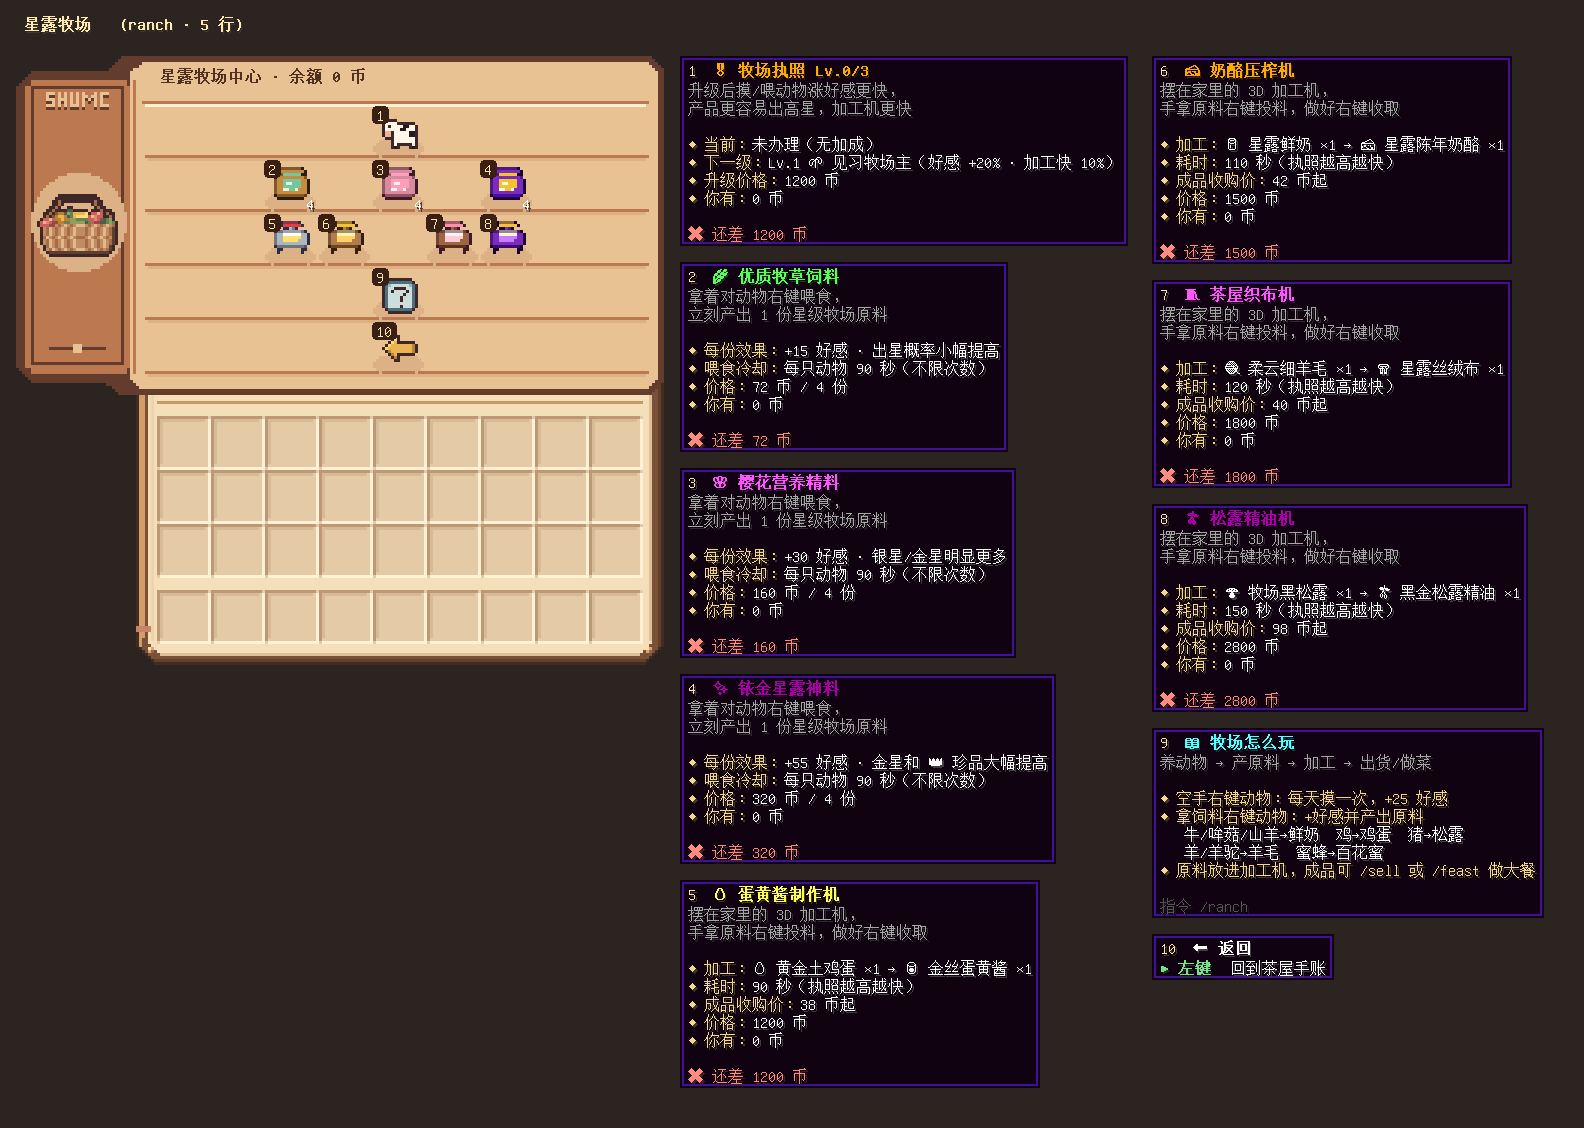 星露牧场 (ranch · 5 行)
SHUMC
星露牧场中心 · 余额 0 币
1
2
3
4
4
4
4
5
6
7
8
9
10
1 牧场执照 Lv.0/3
升级后摸/喂动物涨好感更快,
产品更容易出高星, 加工机更快
◆ 当前: 未办理 (无加成)
◆ 下一级: Lv.1 🌱 见习牧场主 (好感 +20% · 加工快 10%)
◆ 升级价格: 1200 币
◆ 你有: 0 币
✖ 还差 1200 币
2 优质牧草饲料
拿着对动物右键喂食,
立刻产出 1 份星级牧场原料
◆ 每份效果: +15 好感 · 出星概率小幅提高
◆ 喂食冷却: 每只动物 90 秒 (不限次数)
◆ 价格: 72 币 / 4 份
◆ 你有: 0 币
✖ 还差 72 币
3 樱花营养精料
拿着对动物右键喂食,
立刻产出 1 份星级牧场原料
◆ 每份效果: +30 好感 · 银星/金星明显更多
◆ 喂食冷却: 每只动物 90 秒 (不限次数)
◆ 价格: 160 币 / 4 份
◆ 你有: 0 币
✖ 还差 160 币
4 铱金星露神料
拿着对动物右键喂食,
立刻产出 1 份星级牧场原料
◆ 每份效果: +55 好感 · 金星和 👑 珍品大幅提高
◆ 喂食冷却: 每只动物 90 秒 (不限次数)
◆ 价格: 320 币 / 4 份
◆ 你有: 0 币
✖ 还差 320 币
5 蛋黄酱制作机
摆在家里的 3D 加工机,
手拿原料右键投料, 做好右键收取
◆ 加工: 黄金土鸡蛋 ×1 → 金丝蛋黄酱 ×1
◆ 耗时: 90 秒 (执照越高越快)
◆ 成品收购价: 38 币起
◆ 价格: 1200 币
◆ 你有: 0 币
✖ 还差 1200 币
6 奶酪压榨机
摆在家里的 3D 加工机,
手拿原料右键投料, 做好右键收取
◆ 加工: 星露鲜奶 ×1 → 星露陈年奶酪 ×1
◆ 耗时: 110 秒 (执照越高越快)
◆ 成品收购价: 42 币起
◆ 价格: 1500 币
◆ 你有: 0 币
✖ 还差 1500 币
7 茶屋织布机
摆在家里的 3D 加工机,
手拿原料右键投料, 做好右键收取
◆ 加工: 柔云细羊毛 ×1 → 星露丝绒布 ×1
◆ 耗时: 120 秒 (执照越高越快)
◆ 成品收购价: 40 币起
◆ 价格: 1800 币
◆ 你有: 0 币
✖ 还差 1800 币
8 松露精油机
摆在家里的 3D 加工机,
手拿原料右键投料, 做好右键收取
◆ 加工: 牧场黑松露 ×1 → 黑金松露精油 ×1
◆ 耗时: 150 秒 (执照越高越快)
◆ 成品收购价: 98 币起
◆ 价格: 2800 币
◆ 你有: 0 币
✖ 还差 2800 币
9 牧场怎么玩
养动物 → 产原料 → 加工 → 出货/做菜
◆ 空手右键动物: 每天摸一次, +25 好感
◆ 拿饲料右键动物: +好感并产出原料
牛/哞菇/山羊→鲜奶 鸡→鸡蛋 猪→松露
羊/羊驼→羊毛 蜜蜂→百花蜜
◆ 原料放进加工机, 成品可 /sell 或 /feast 做大餐
指令 /ranch
10 ← 返回
▶ 左键 回到茶屋手账